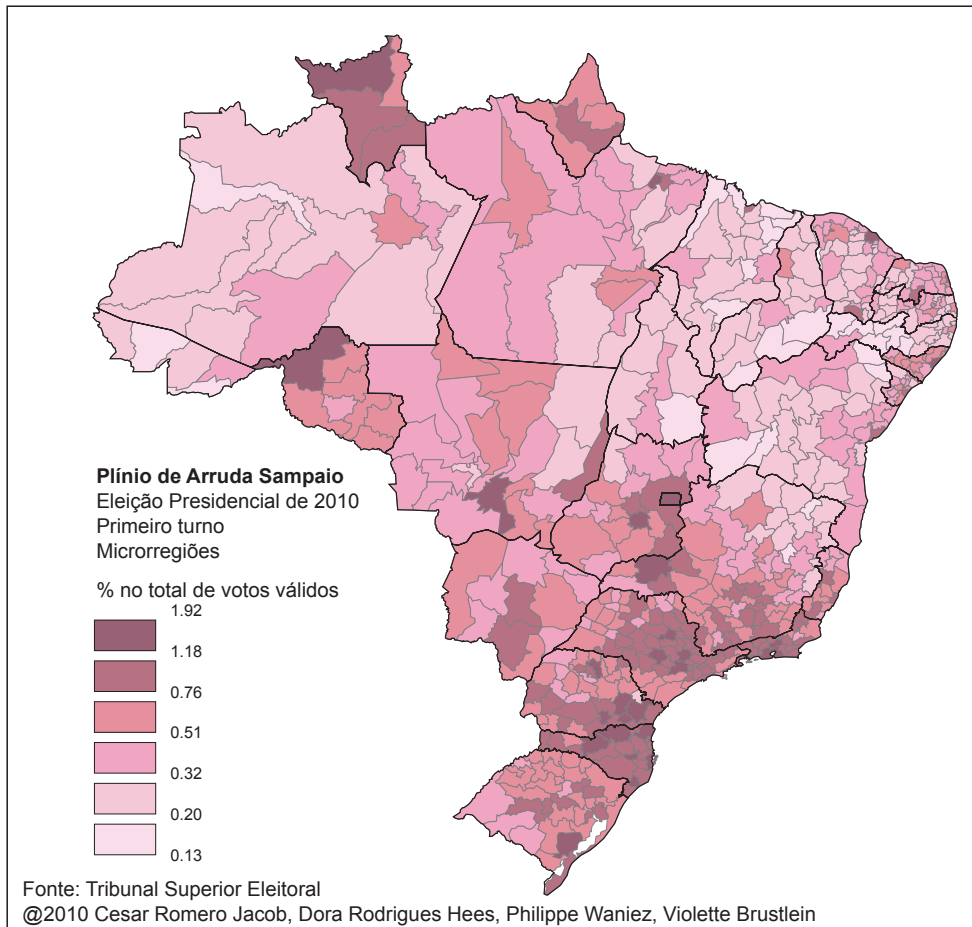 Plínio de Arruda Sampaio
Eleição Presidencial de 2010
Primeiro turno
Microrregiões
% no total de votos válidos
1.92
1.18
0.76
0.51
0.32
0.20
0.13
Fonte: Tribunal Superior Eleitoral
@2010 Cesar Romero Jacob, Dora Rodrigues Hees, Philippe Waniez, Violette Brustlein